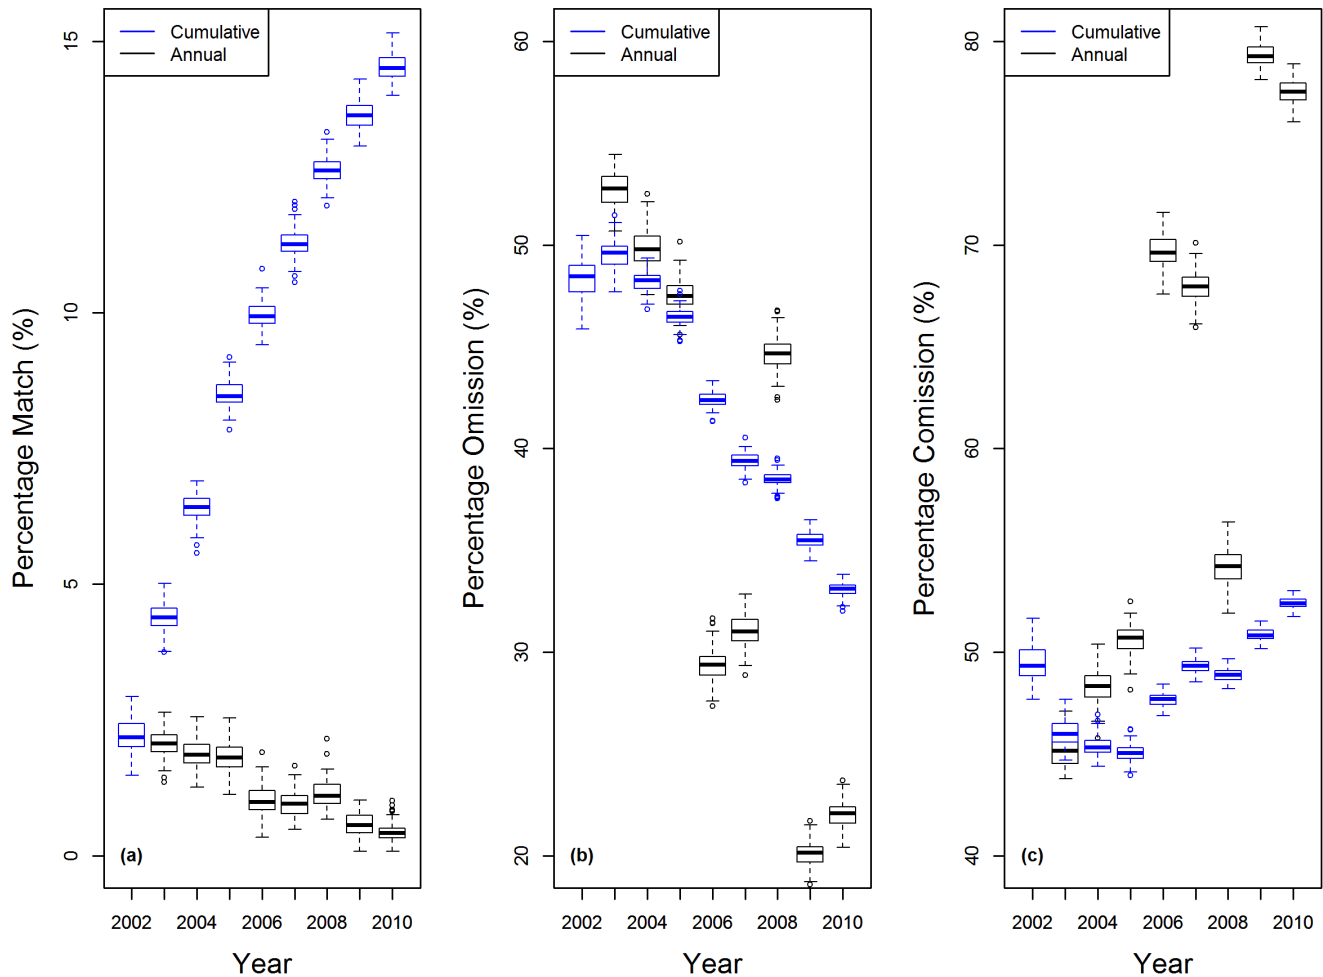 Cumulative
Annual
15
10
5
0
Percentage Match (%)
(a)
2002 2004 2006 2008 2010
Year
Cumulative
Annual
60
50
40
30
20
Percentage Omission (%)
(b)
2002 2004 2006 2008 2010
Year
Cumulative
Annual
80
70
60
50
40
Percentage Comission (%)
(c)
2002 2004 2006 2008 2010
Year